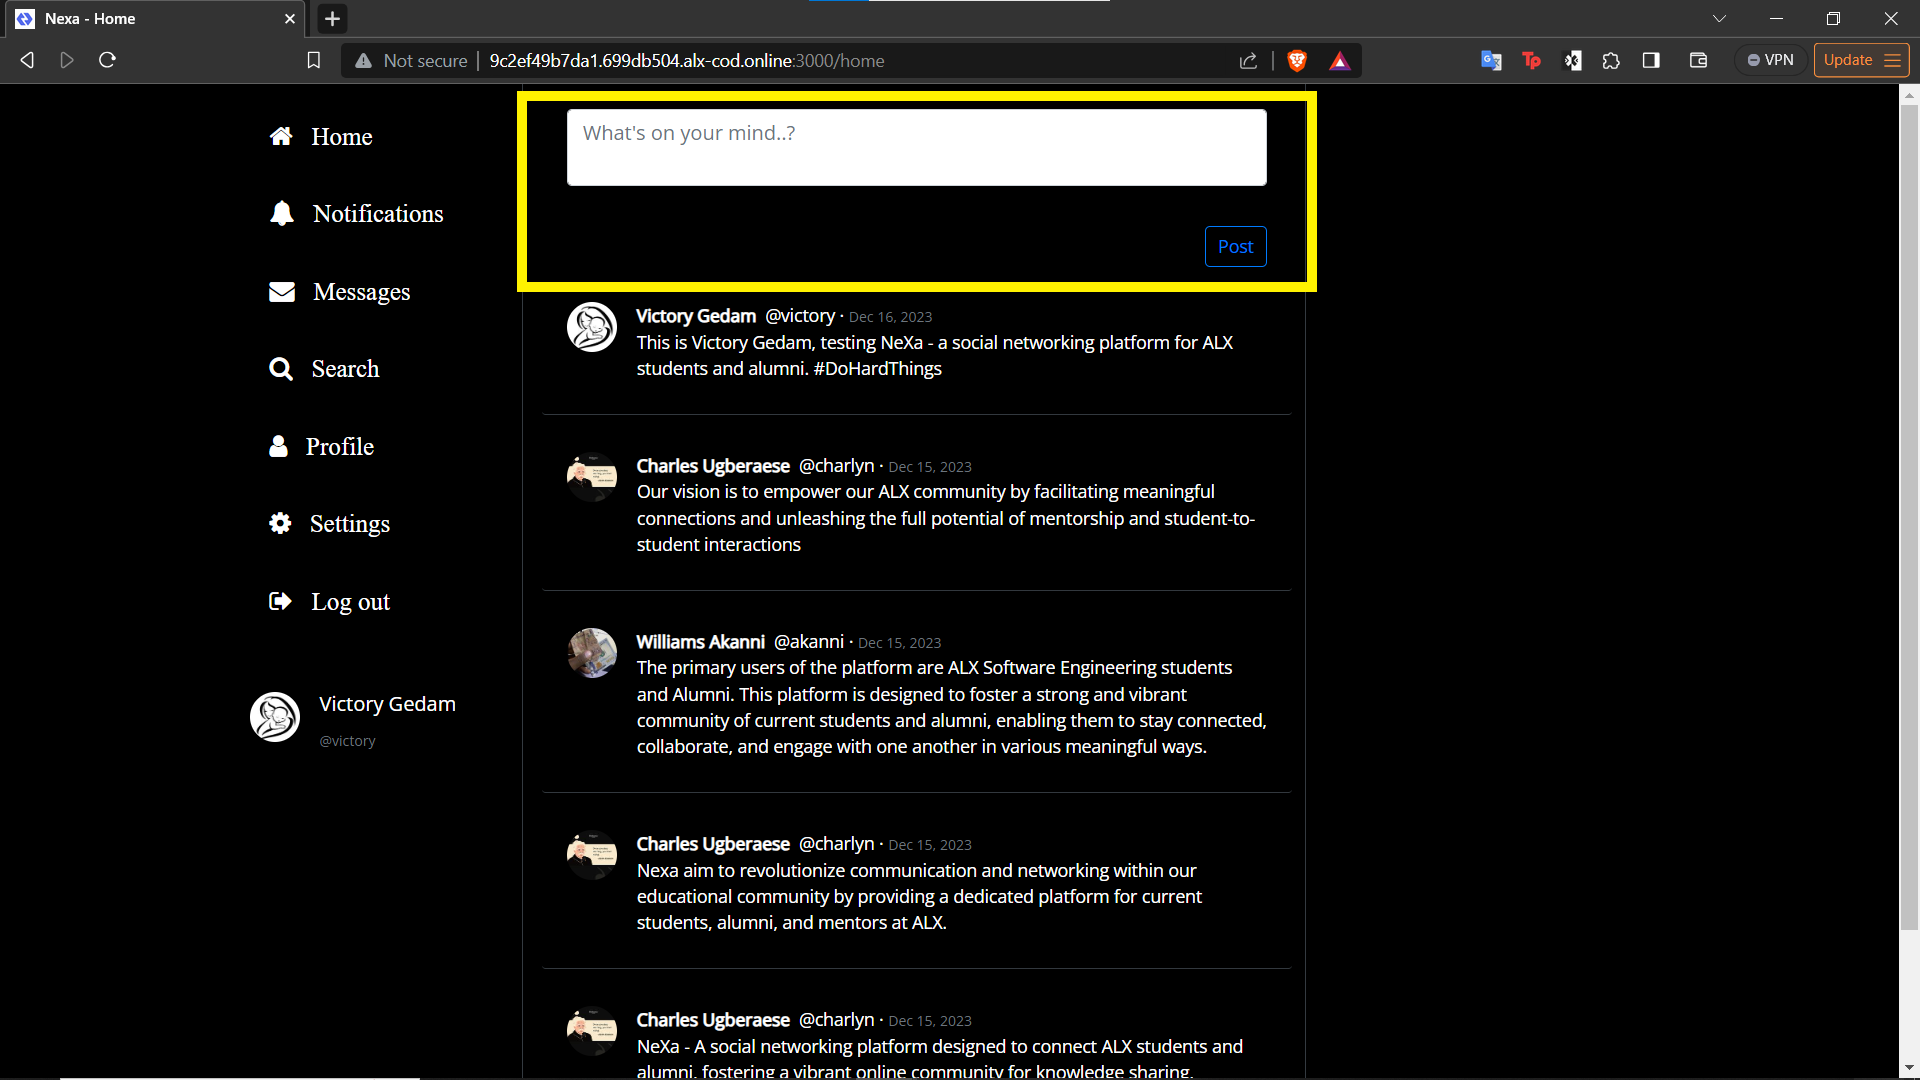 Nexa - Home
Not secure
9c2ef49b7da1.699db504.alx-cod.online:3000/home
VPN
Update
Home
Notifications
Messages
Search
Profile
Settings
Log out
Victory Gedam
@victory
What's on your mind..?
Post
Victory Gedam @victory · Dec 16, 2023
This is Victory Gedam, testing NeXa - a social networking platform for ALX
students and alumni. #DoHardThings
Charles Ugberaese @charlyn · Dec 15, 2023
Our vision is to empower our ALX community by facilitating meaningful
connections and unleashing the full potential of mentorship and student-to-
student interactions
Williams Akanni @akanni · Dec 15, 2023
The primary users of the platform are ALX Software Engineering students
and Alumni. This platform is designed to foster a strong and vibrant
community of current students and alumni, enabling them to stay connected,
collaborate, and engage with one another in various meaningful ways.
Charles Ugberaese @charlyn · Dec 15, 2023
Nexa aim to revolutionize communication and networking within our
educational community by providing a dedicated platform for current
students, alumni, and mentors at ALX.
Charles Ugberaese @charlyn · Dec 15, 2023
NeXa - A social networking platform designed to connect ALX students and
alumni, fostering a vibrant online community for knowledge sharing,